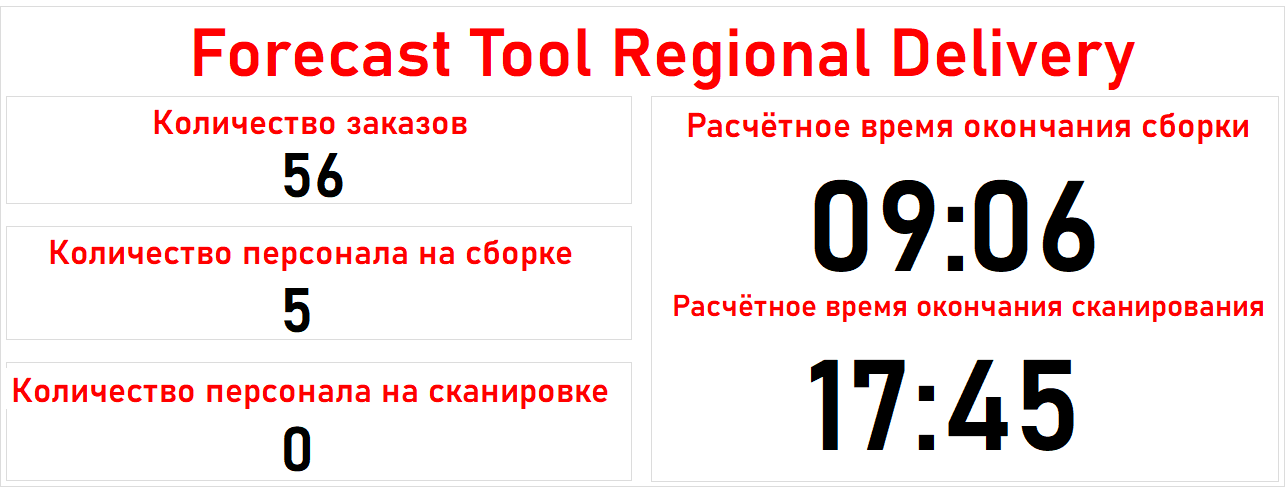 Forecast Tool Regional Delivery
Количество заказов
56
Количество персонала на сборке
5
Количество персонала на сканировке
0
Расчётное время окончания сборки
09:06
Расчётное время окончания сканирования
17:45